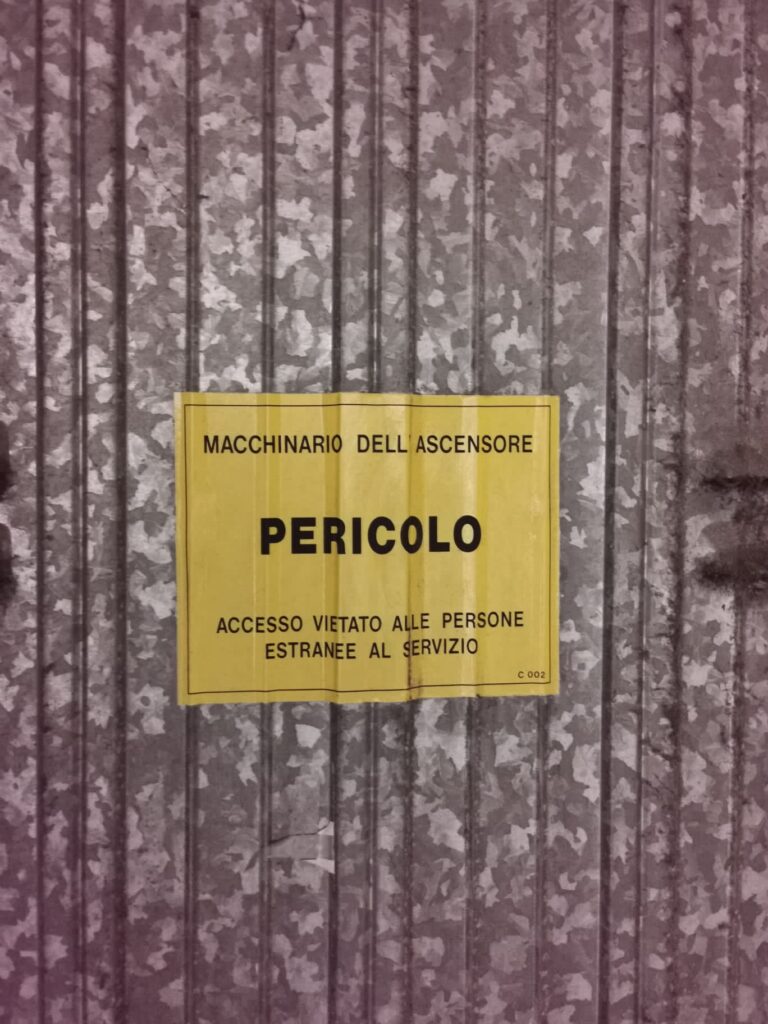 MACCHINARIO DELL'ASCENSORE
PERICOLO
ACCESSO VIETATO ALLE PERSONE
ESTRANEE AL SERVIZIO
C 002